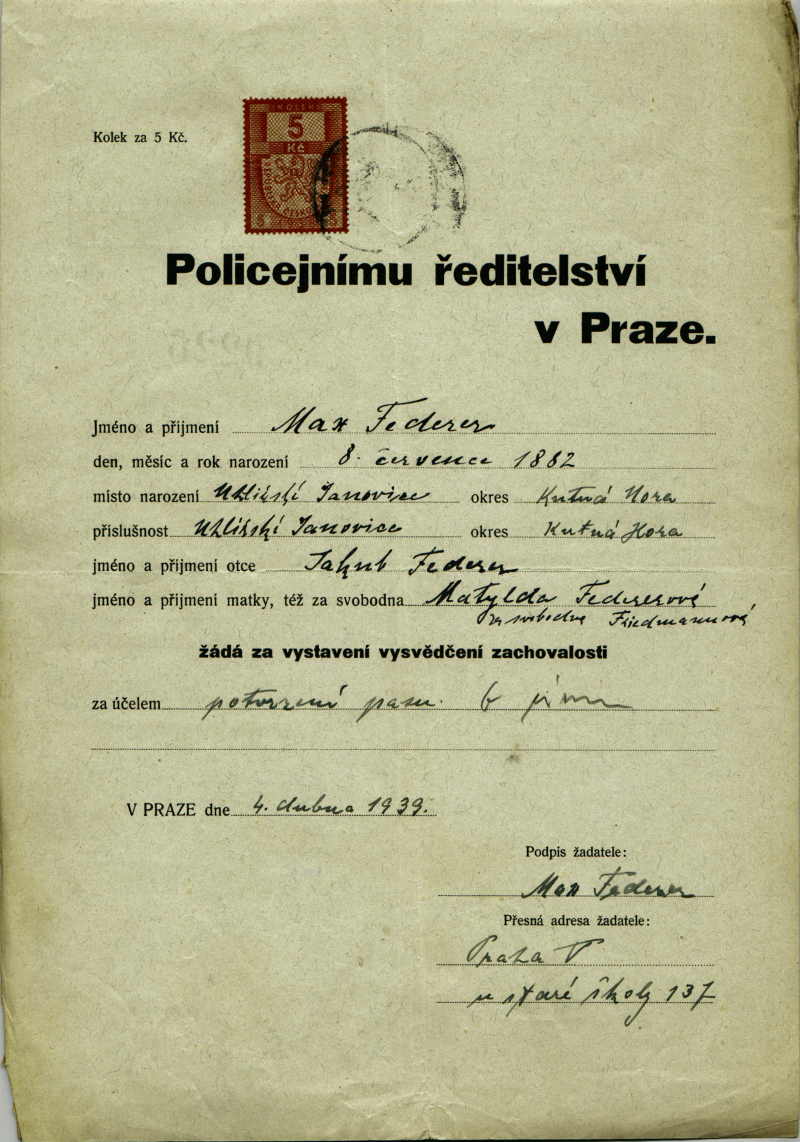 KOLEK
5
Kč
Kolek za 5 Kč.
5
Policejnímu ředitelství
v Praze.
Jméno a příjmení Max Federer
den, měsíc a rok narození 8. července 1882
místo narození Uhlířské Janovice okres Kutná Hora
příslušnost Uhlířské Janovice okres Kutná Hora
jméno a příjmení otce Jakub Federer
jméno a příjmení matky, též za svobodna Matylda Federerová
za svobodna Friedmannová
žádá za vystavení vysvědčení zachovalosti
za účelem potvrzení pasu.
V PRAZE dne 4. dubna 1939.
Podpis žadatele:
Max Federer
Přesná adresa žadatele:
Praha V
u staré školy 137